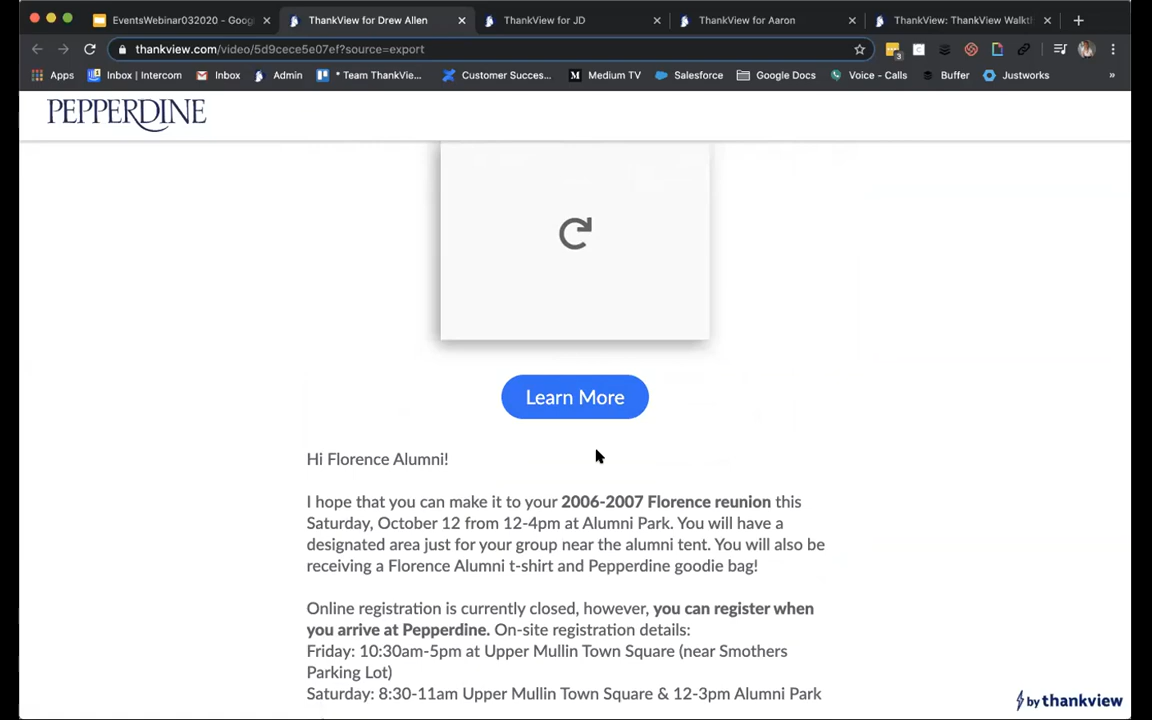 EventsWebinar032020 - Goog
ThankView for Drew Allen
ThankView for JD
ThankView for Aaron
ThankView: ThankView Walkt
thankview.com/video/5d9cece5e07ef?source=export
3
Apps
Inbox | Intercom
Inbox
Admin
* Team ThankVie...
Customer Succes...
Medium TV
Salesforce
Google Docs
Voice - Calls
Buffer
Justworks
»
PEPPERDINE
Learn More
Hi Florence Alumni!
I hope that you can make it to your 2006-2007 Florence reunion this
Saturday, October 12 from 12-4pm at Alumni Park. You will have a
designated area just for your group near the alumni tent. You will also be
receiving a Florence Alumni t-shirt and Pepperdine goodie bag!
Online registration is currently closed, however, you can register when
you arrive at Pepperdine. On-site registration details:
Friday: 10:30am-5pm at Upper Mullin Town Square (near Smothers
Parking Lot)
Saturday: 8:30-11am Upper Mullin Town Square & 12-3pm Alumni Park
by thankview